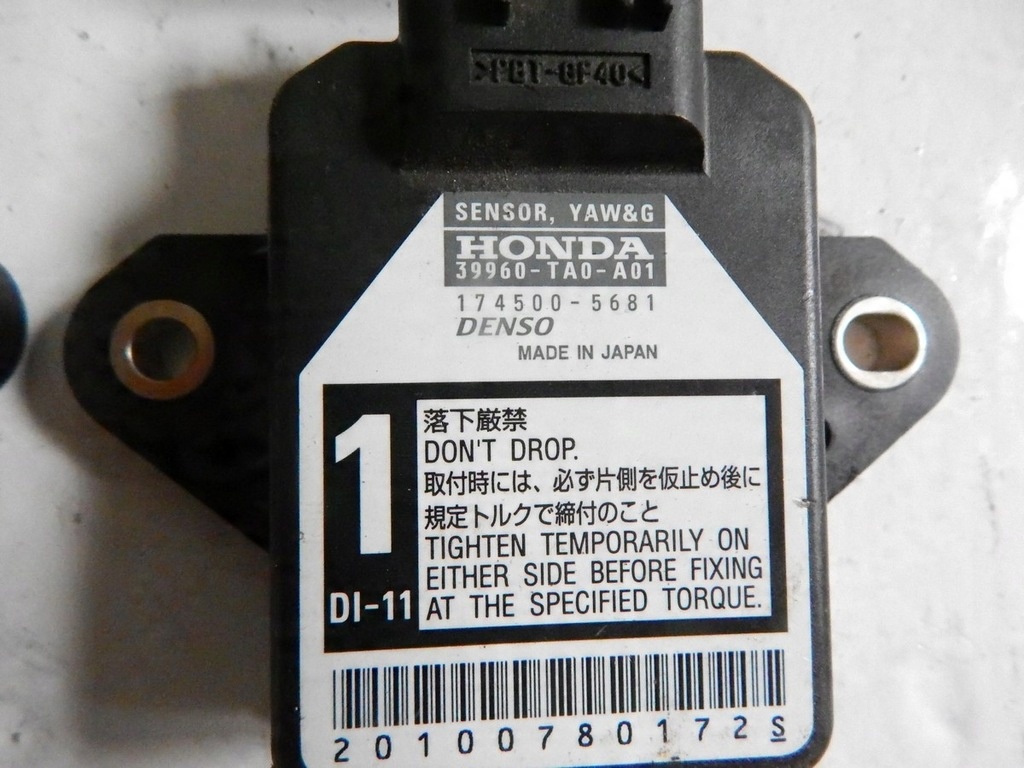 >PBT-GF40<
SENSOR, YAW&G
HONDA
39960-TA0-A01
174500-5681
DENSO
MADE IN JAPAN
1
DI-11
落下厳禁
DON'T DROP.
取付時には、必ず片側を仮止め後に
規定トルクで締付のこと
TIGHTEN TEMPORARILY ON
EITHER SIDE BEFORE FIXING
AT THE SPECIFIED TORQUE.
20100780172S